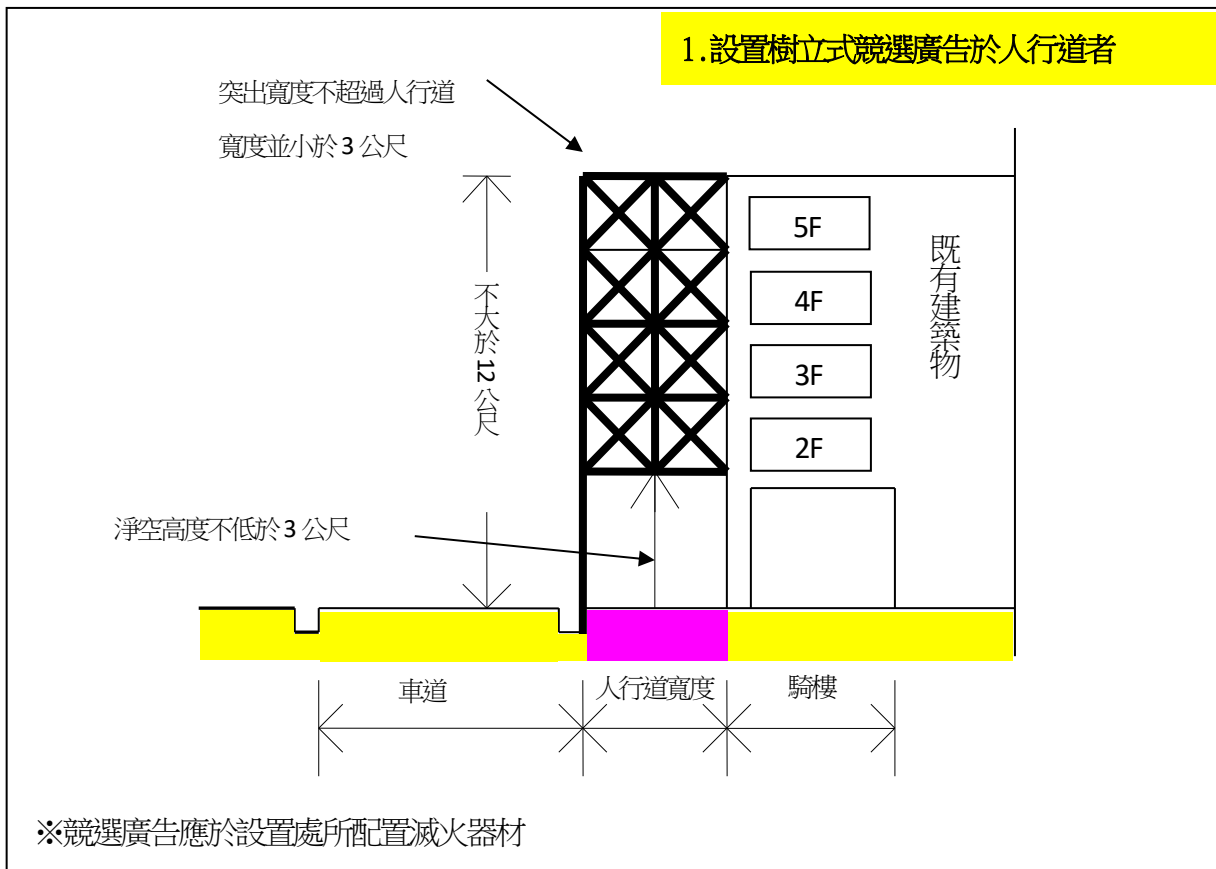 1.設置樹立式競選廣告於人行道者
突出寬度不超過人行道
寬度並小於 3 公尺
5F
4F
3F
2F
既有建築物
不大於 12 公尺
淨空高度不低於 3 公尺
車道
人行道寬度
騎樓
※競選廣告應於設置處所配置滅火器材